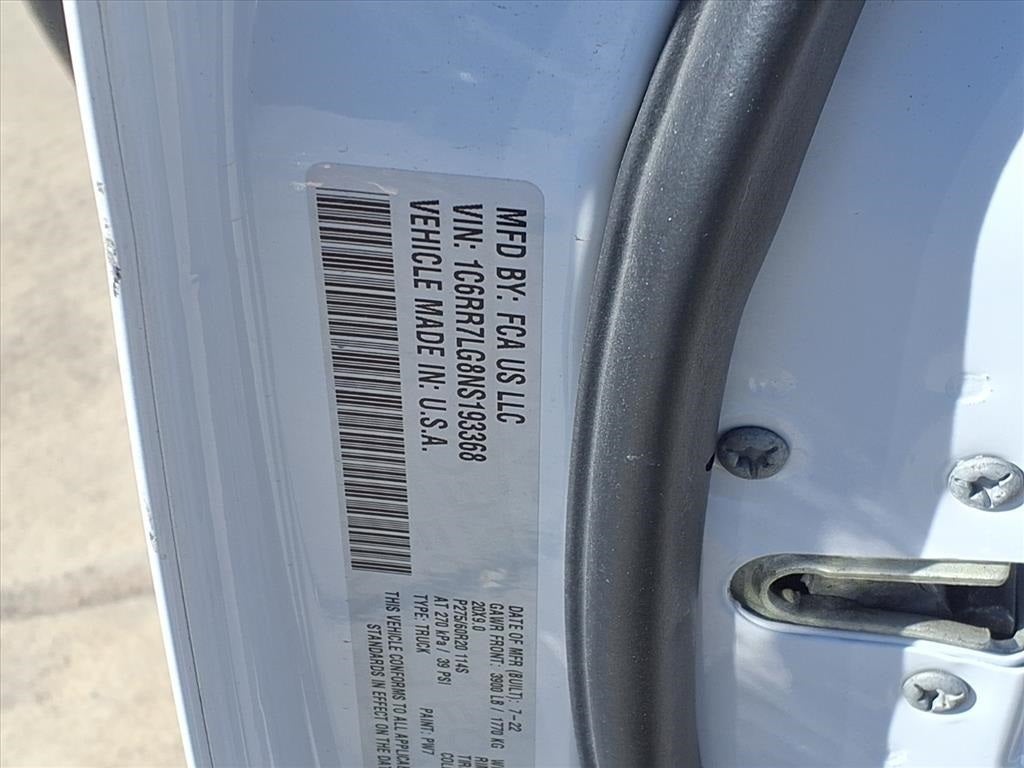 MFD BY: FCA US LLC
VIN: 1C6RR7LG8NS193368
VEHICLE MADE IN: U.S.A.
DATE OF MFR (BUILT): 7-22
GAWR FRONT: 3900 LB / 1770 KG
20X9.0
P275/60R20 114S
AT 270 kPa / 39 PSI
TYPE: TRUCK PAINT: PW7
THIS VEHICLE CONFORMS TO ALL
STANDARDS IN EFFECT ON THE